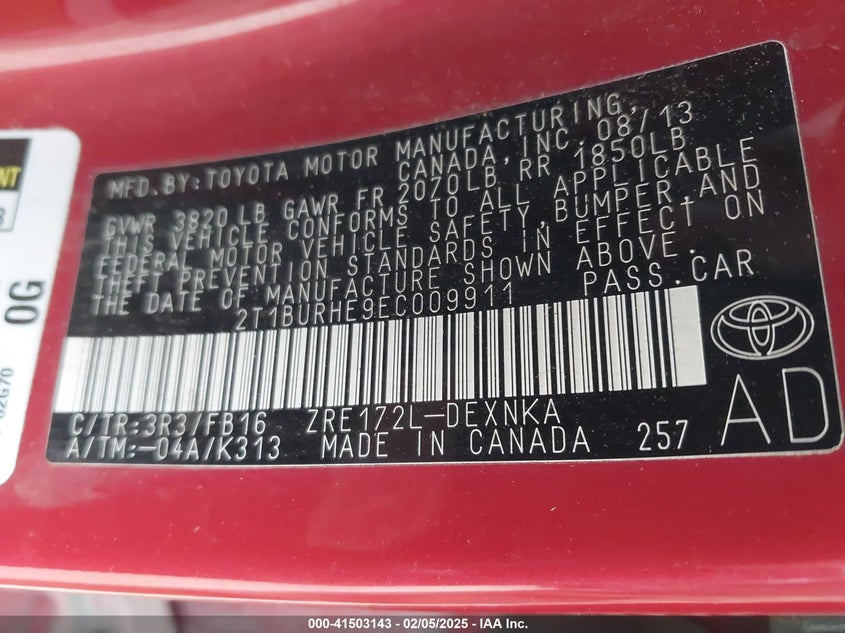 MFD.BY:TOYOTA MOTOR MANUFACTURING,
CANADA, INC. 08/13
GVWR 3820 LB GAWR FR 2070LB RR 1850LB
THIS VEHICLE CONFORMS TO ALL APPLICABLE
FEDERAL MOTOR VEHICLE SAFETY, BUMPER, AND
THEFT PREVENTION STANDARDS IN EFFECT ON
THE DATE OF MANUFACTURE SHOWN ABOVE.
2T1BURHE9EC009911 PASS.CAR
C/TR:3R3/FB16 ZRE172L-DEXNKA
A/TM:-04A/K313 MADE IN CANADA 257
AD
0G
02G70
000-41503143 - 02/05/2025 - IAA Inc.